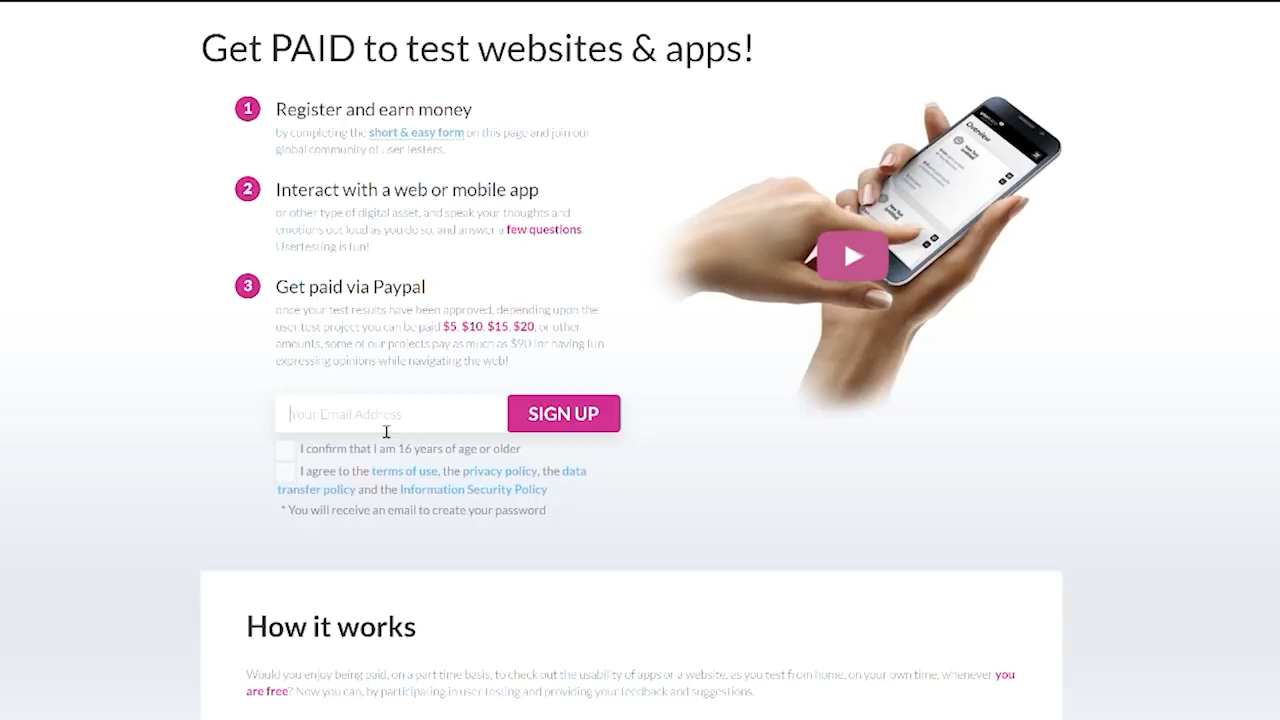 Get PAID to test websites & apps!
1 Register and earn money
by completing the short & easy form on this page and join our
global community of user testers.
2 Interact with a web or mobile app
or other type of digital asset, and speak your thoughts and
emotions out loud as you do so, and answer a few questions.
Usertesting is fun!
3 Get paid via Paypal
once your test results have been approved, depending upon the
user test project you can be paid $5, $10, $15, $20, or other
amounts, some of our projects pay as much as $90 for having fun
expressing opinions while navigating the web!
Overview
Your Email Address SIGN UP
I confirm that I am 16 years of age or older
I agree to the terms of use, the privacy policy, the data
transfer policy and the Information Security Policy
* You will receive an email to create your password
How it works
Would you enjoy being paid, on a part time basis, to check out the usability of apps or a website, as you test from home, on your own time, whenever you
are free? Now you can, by participating in user testing and providing your feedback and suggestions.